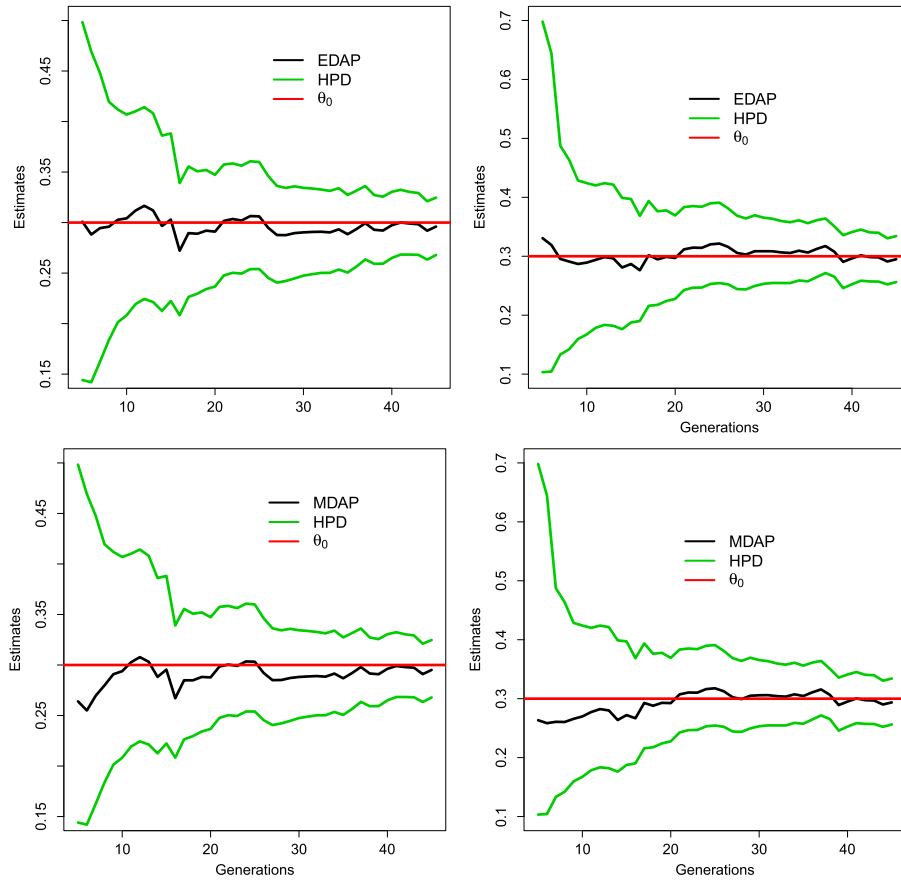 EDAP
HPD
θ0
Estimates
0.15
0.25
0.35
0.45
10
20
30
40
EDAP
HPD
θ0
Estimates
0.1
0.2
0.3
0.4
0.5
0.6
0.7
10
20
30
40
Generations
MDAP
HPD
θ0
Estimates
0.15
0.25
0.35
0.45
10
20
30
40
Generations
MDAP
HPD
θ0
Estimates
0.1
0.2
0.3
0.4
0.5
0.6
0.7
10
20
30
40
Generations